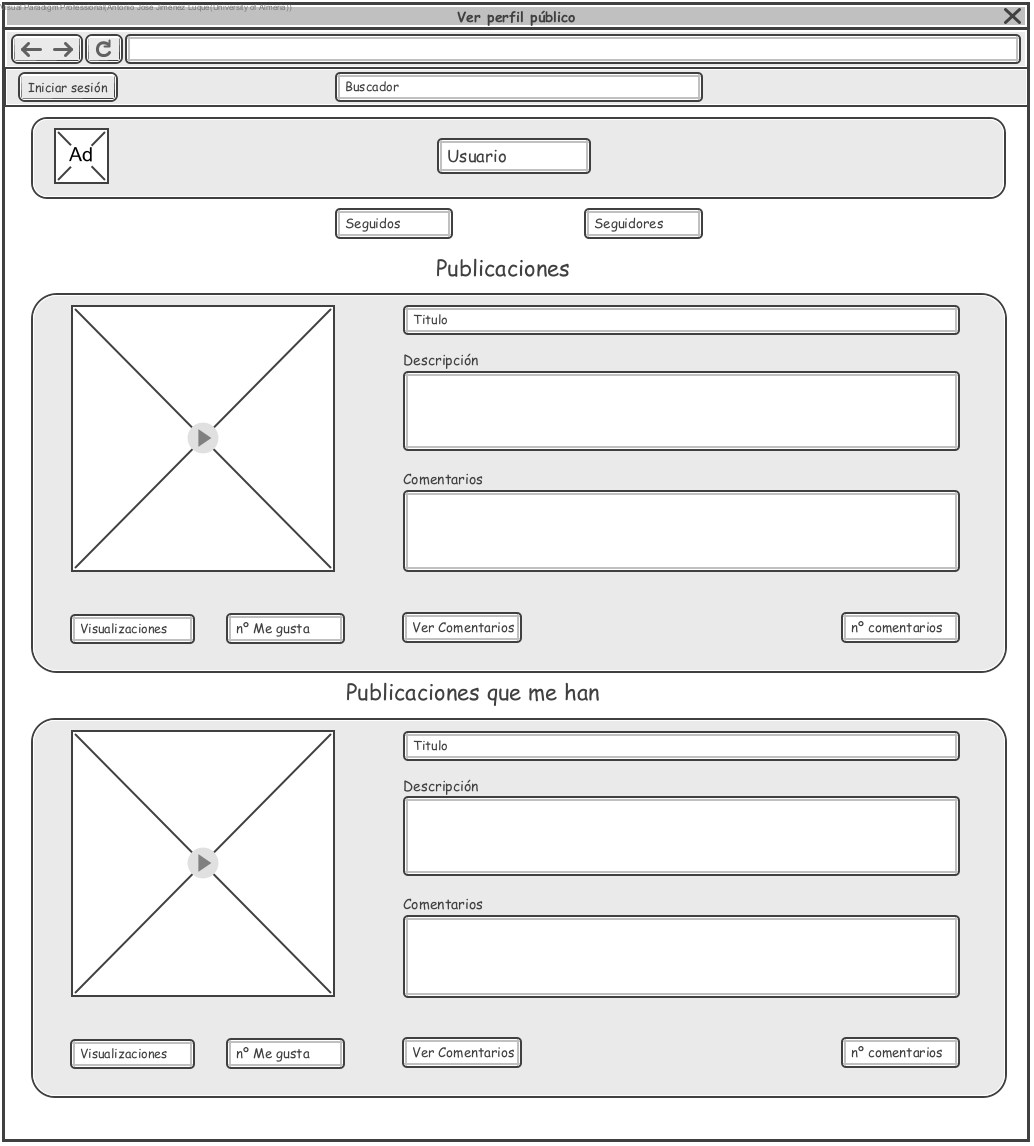 Visual Paradigm Professional(Antonio José Jiménez Luque(University of Almería))
Ver perfil público
Iniciar sesión
Buscador
Ad
Usuario
Seguidos
Seguidores
Publicaciones
Titulo
Descripción
Comentarios
Visualizaciones
nº Me gusta
Ver Comentarios
nº comentarios
Publicaciones que me han
Titulo
Descripción
Comentarios
Visualizaciones
nº Me gusta
Ver Comentarios
nº comentarios